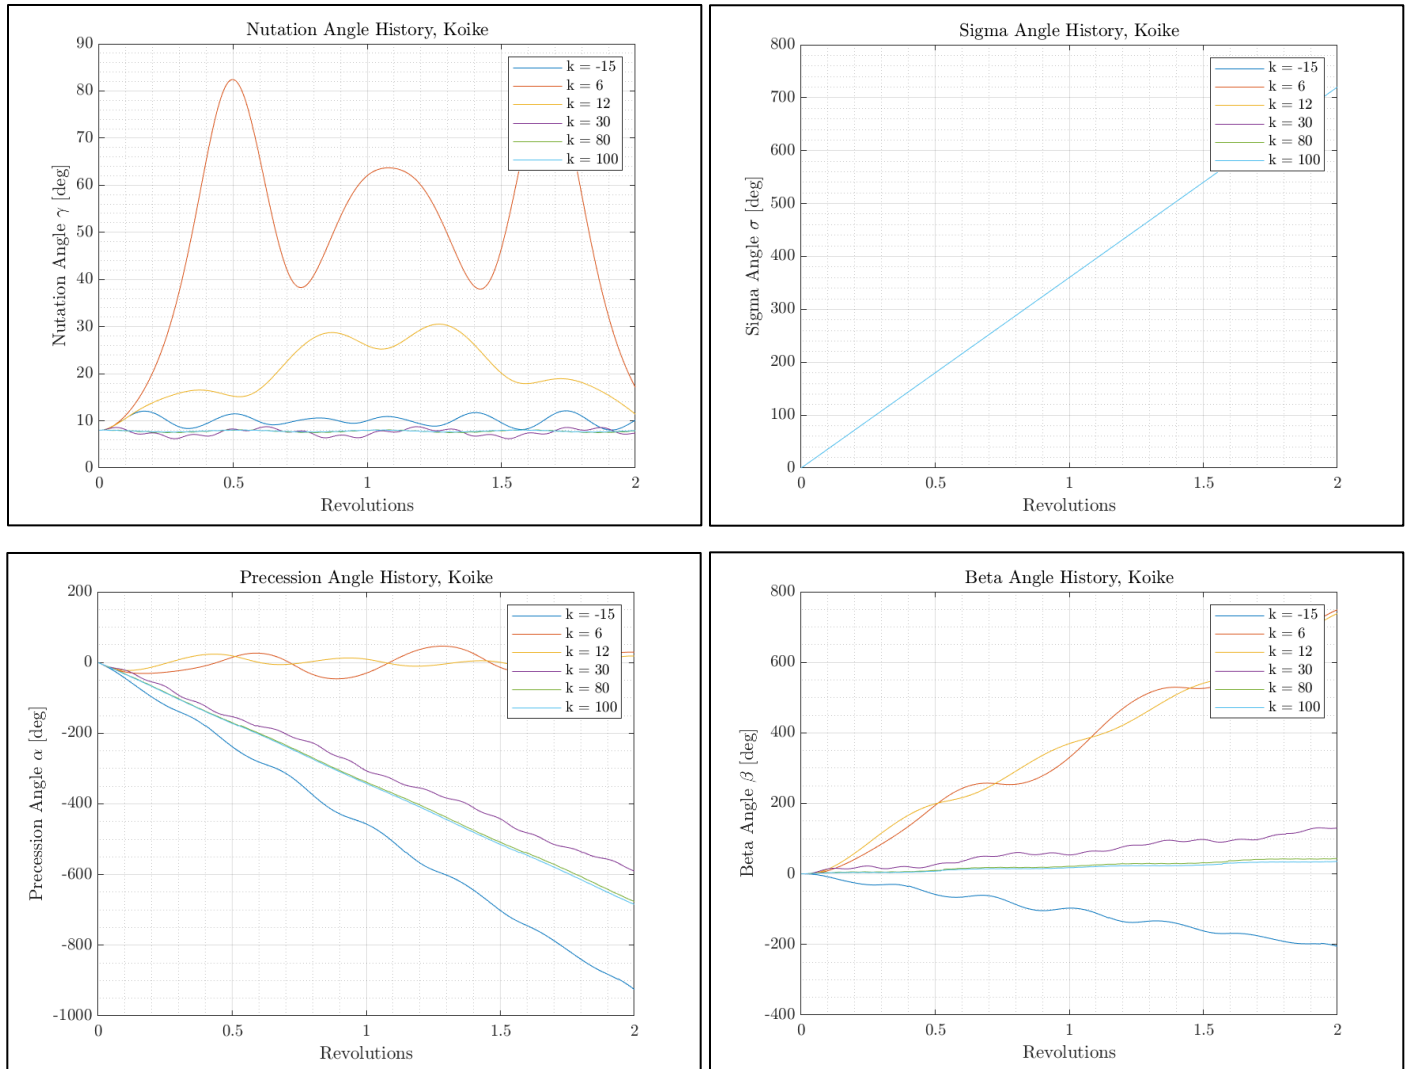 Nutation Angle History, Koike
90
80
70
60
50
40
30
20
10
0
Nutation Angle γ [deg]
k = -15
k = 6
k = 12
k = 30
k = 80
k = 100
0 0.5 1 1.5 2
Revolutions
Sigma Angle History, Koike
800
700
600
500
400
300
200
100
0
Sigma Angle σ [deg]
k = -15
k = 6
k = 12
k = 30
k = 80
k = 100
0 0.5 1 1.5 2
Revolutions
Precession Angle History, Koike
200
0
-200
-400
-600
-800
-1000
Precession Angle α [deg]
k = -15
k = 6
k = 12
k = 30
k = 80
k = 100
0 0.5 1 1.5 2
Revolutions
Beta Angle History, Koike
800
600
400
200
0
-200
-400
Beta Angle β [deg]
k = -15
k = 6
k = 12
k = 30
k = 80
k = 100
0 0.5 1 1.5 2
Revolutions